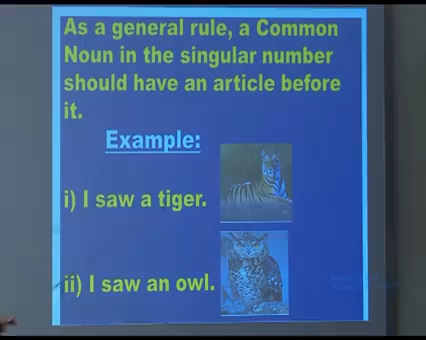 As a general rule, a Common
Noun in the singular number
should have an article before
it.
Example:
i) I saw a tiger.
ii) I saw an owl.